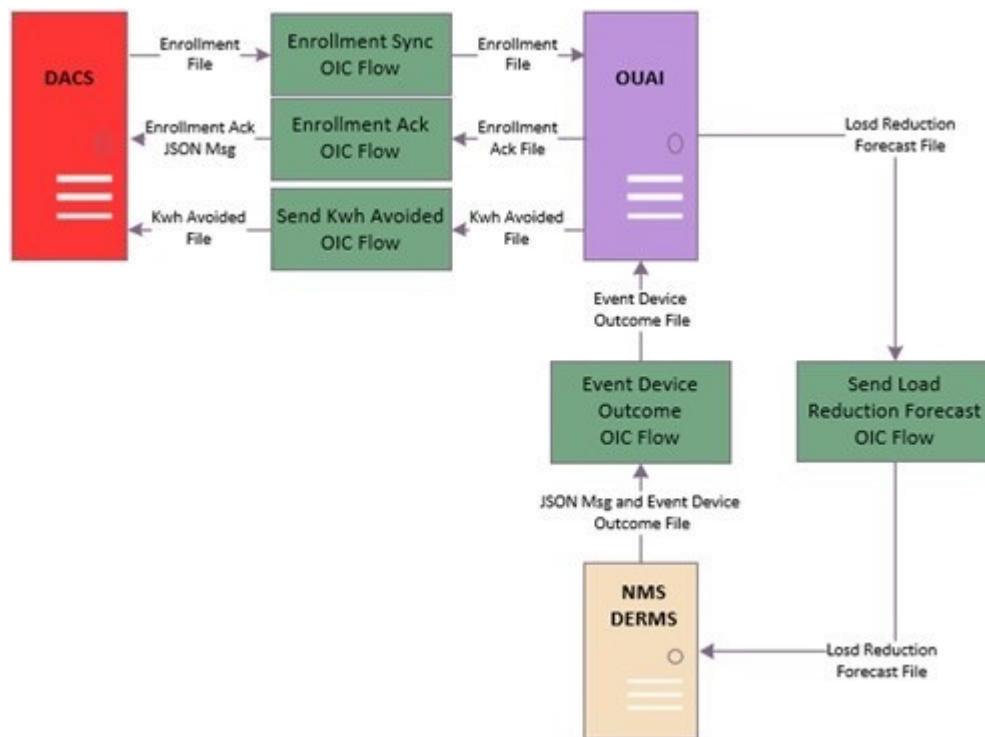 DACS
Enrollment
File
Enrollment Sync
OIC Flow
Enrollment
File
OUAI
Enrollment Ack
JSON Msg
Enrollment Ack
OIC Flow
Enrollment
Ack File
Losd Reduction
Forecast File
Kwh Avoided
File
Send Kwh Avoided
OIC Flow
Kwh Avoided
File
Event Device
Outcome File
Event Device
Outcome
OIC Flow
Send Load
Reduction Forecast
OIC Flow
JSON Msg and Event Device
Outcome File
NMS
DERMS
Losd Reduction
Forecast File